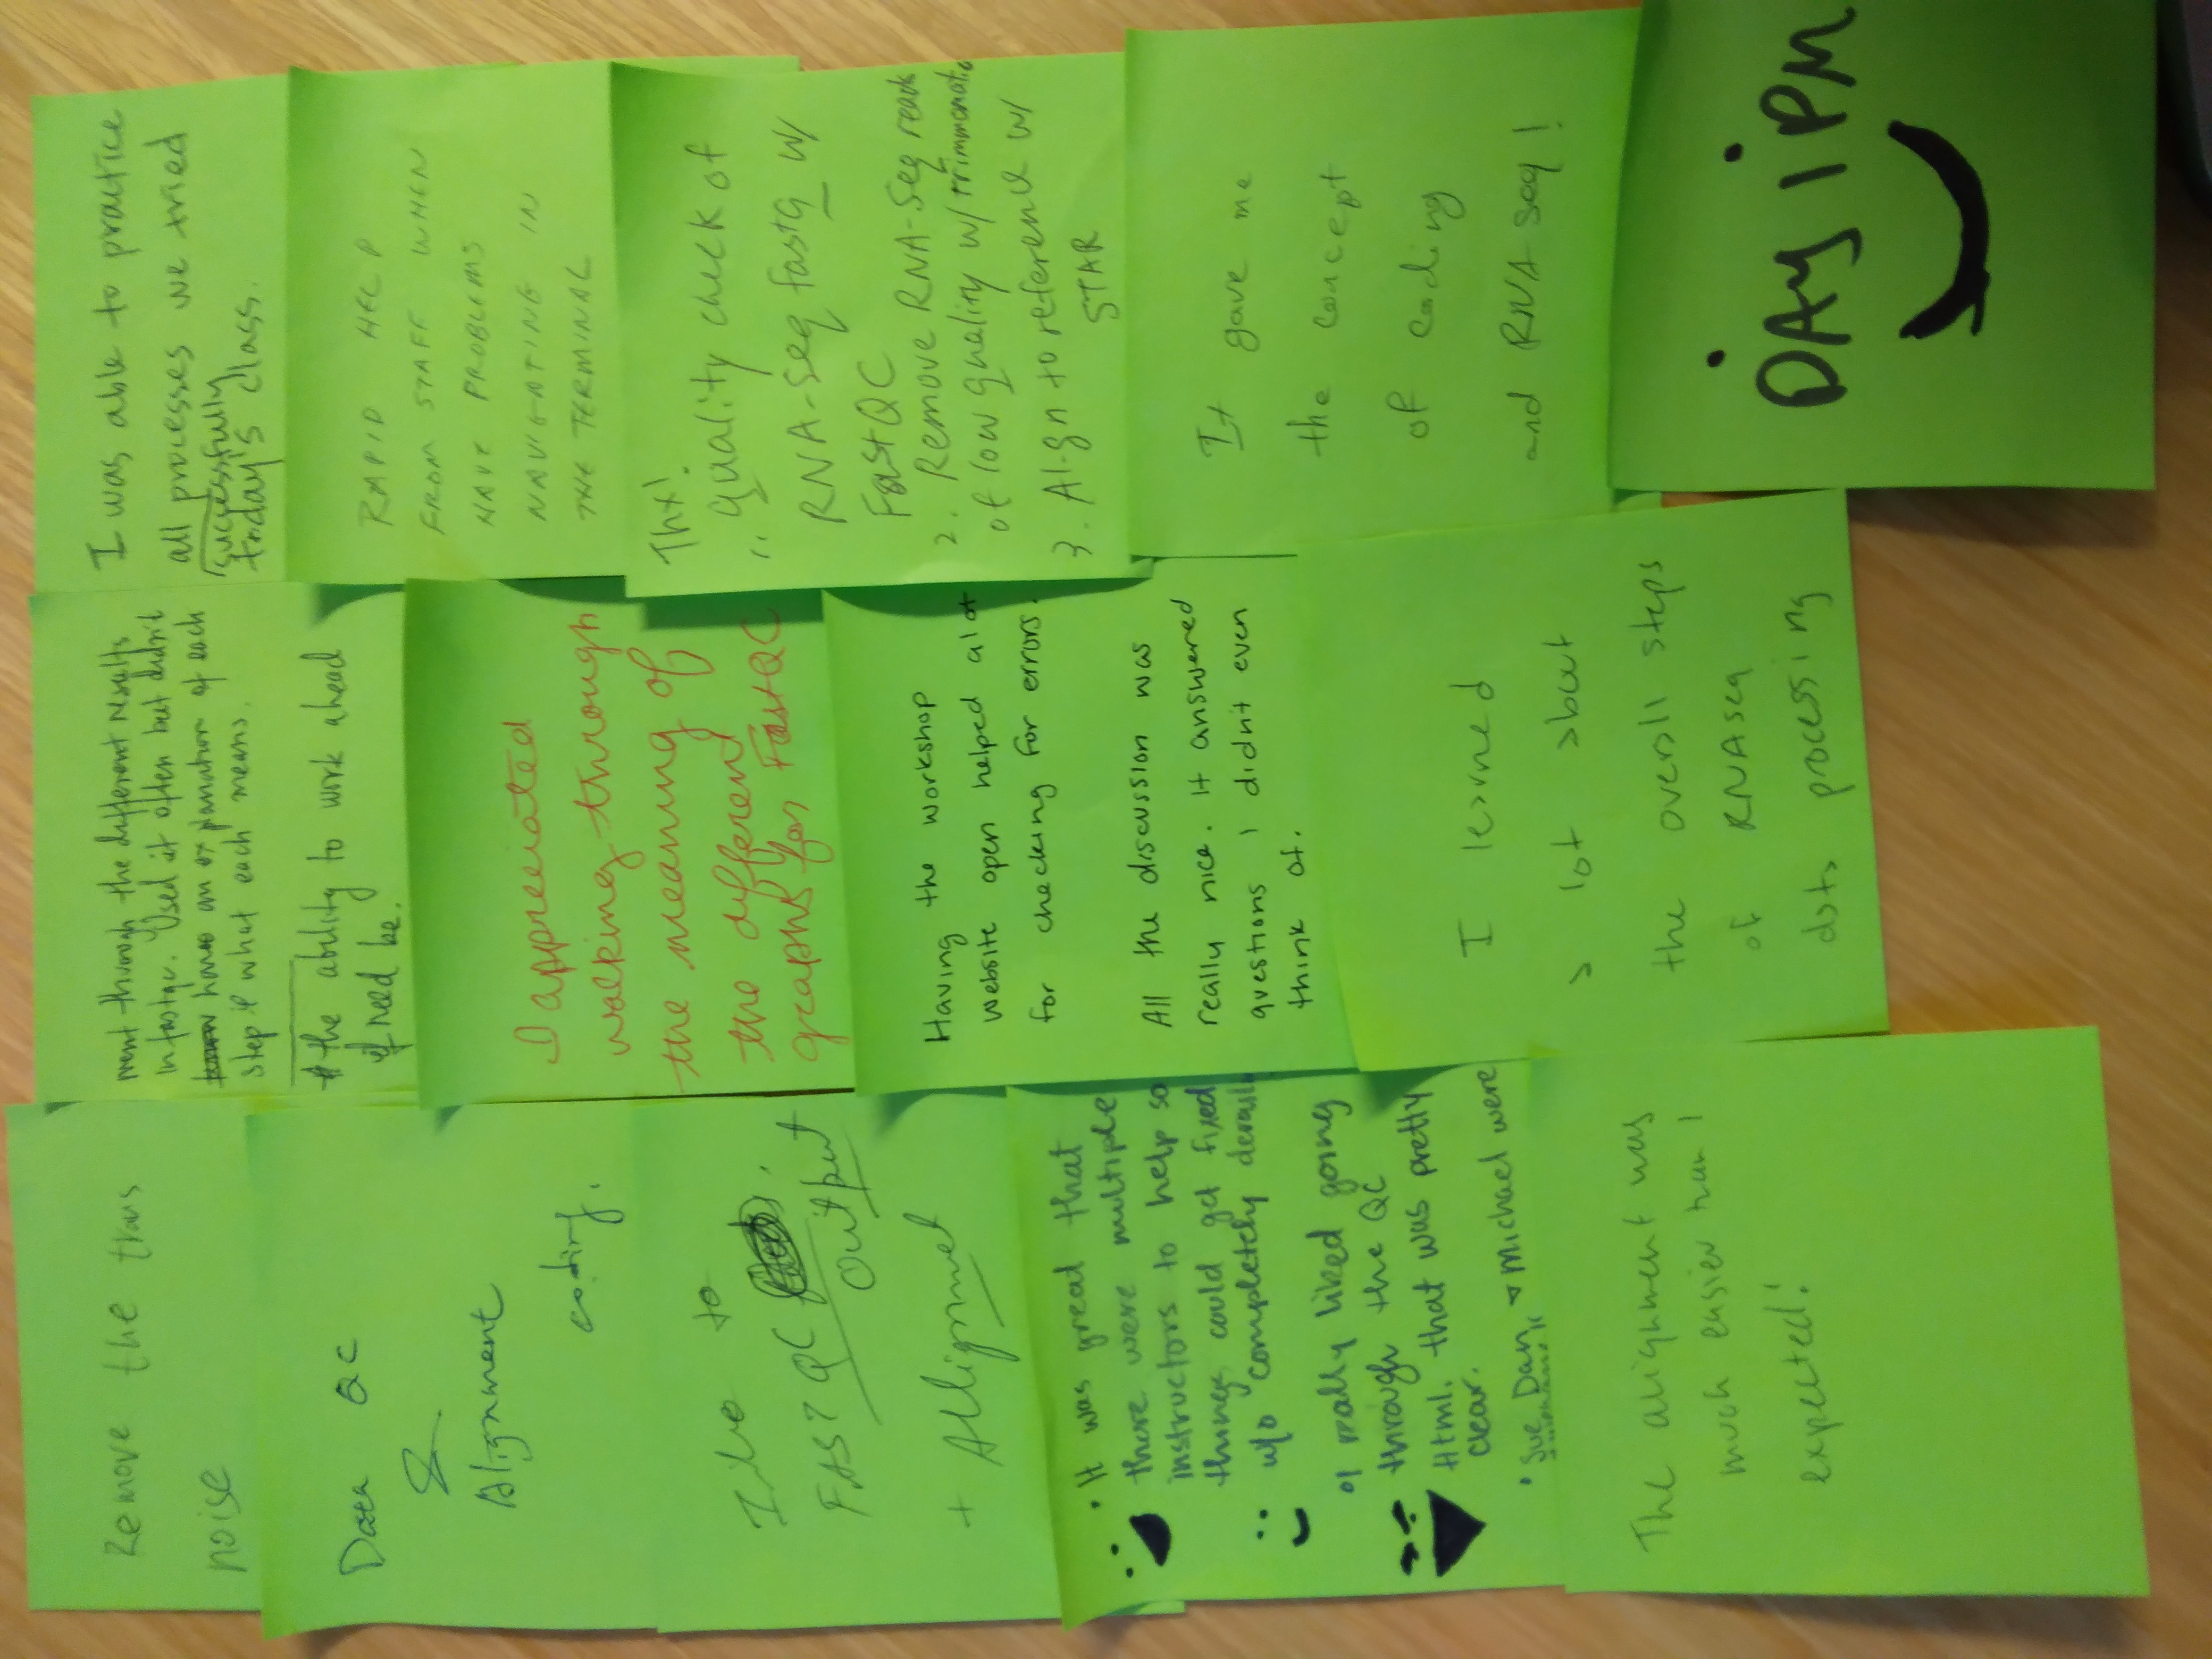 Remove the trans
noise
Data QC
&
Alignment
coding.
Intro to
FAST QC
Output
+ Allignmet
• It was great that
there were multiple
instructors to help so
things could get fixed
w/o completely derail
• I really liked going
through the QC
Html. that was pretty
clear.
• Sue, Dan, + Michael were
The alignment was
much easier than I
expected!
went through the different results
in fastqc. Used it often but didn't
know have an explanation of each
step & what each means.
# the ability to work ahead
if need be.
I appreciated
walking through
the meaning of
the different
graphs for FastQC
Having the workshop
website open helped alot
for checking for errors.
All the discussion was
really nice. It answered
questions I didn't even
think of.
I learned
a lot about
the overall steps
of RNAseq
data processing
I was able to practice
all processes we tried
successfully
today's class.
RAPID HELP
FROM STAFF WHEN
HAVE PROBLEMS
NAVIGATING IN
THE TERMINAL
Thx!
1. Quality check of
RNA-seq fastq w/
FastQC
2. Remove RNA-Seq reads
of low quality w/ trimmomatic
3. Align to reference w/
STAR
It gave me
the concept
of coding
and RNA seq!
DAY 1 PM